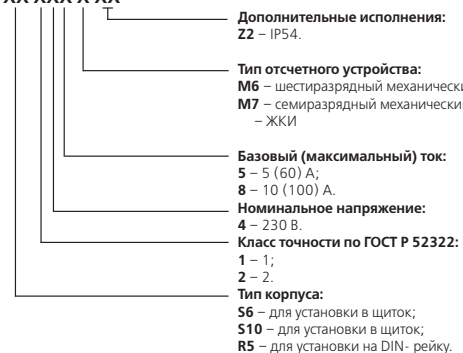 Дополнительные исполнения:
Z2 – IP54.
Тип отсчетного устройства:
M6 – шестиразрядный
M7 – семиразрядный
– ЖКИ
Базовый (максимальный) ток:
5 – 5 (60) А;
8 – 10 (100) А.
Номинальное напряжение:
4 – 230 В.
Класс точности по ГОСТ Р 52322:
1 – 1;
2 – 2.
Тип корпуса:
S6 – для установки в щиток;
S10 – для установки в щиток;
R5 – для установки на DIN- рейку.